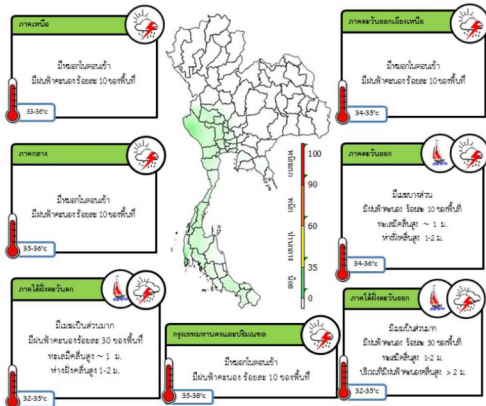 ภาคเหนือ
มีหมอกในตอนเช้า
มีฝนฟ้าคะนองร้อยละ 10 ของพื้นที่
33-36°c
ภาคตะวันออกเฉียงเหนือ
มีหมอกในตอนเช้า
มีฝนฟ้าคะนองร้อยละ 10 ของพื้นที่
34-35°c
ภาคกลาง
มีหมอกในตอนเช้า
มีฝนฟ้าคะนองร้อยละ 10 ของพื้นที่
35-36°c
100
90
60
35
0
หนัก
ปานกลาง
น้อย
ภาคตะวันออก
มีเมฆบางส่วน
มีฝนฟ้าคะนอง ร้อยละ 10 ของพื้นที่
ทะเลมีคลื่นสูง ~ 1 ม.
ห่างฝั่งคลื่นสูง 1-2 ม.
34-36°c
ภาคใต้ฝั่งตะวันตก
มีเมฆเป็นส่วนมาก
มีฝนฟ้าคะนองร้อยละ 30 ของพื้นที่
ทะเลมีคลื่นสูง ~ 1 ม.
ห่างฝั่งคลื่นสูง 1-2 ม.
32-35°c
กรุงเทพมหานครและปริมณฑล
มีหมอกในตอนเช้า
มีฝนฟ้าคะนอง ร้อยละ 10 ของพื้นที่
35-38°c
ภาคใต้ฝั่งตะวันออก
มีเมฆเป็นส่วนมาก
มีฝนฟ้าคะนอง ร้อยละ 30 ของพื้นที่
ทะเลมีคลื่นสูง 1-2 ม.
บริเวณที่มีฝนฟ้าคะนองคลื่นสูง > 2 ม.
32-35°c